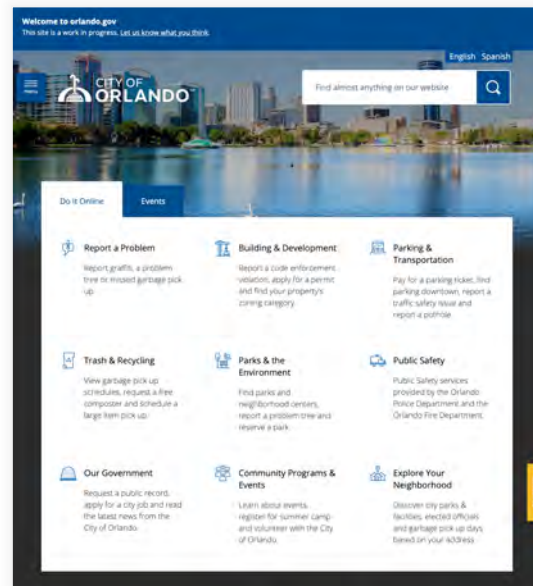 Welcome to orlando.gov
This site is a work in progress. Let us know what you think.
English Spanish
menu
CITY OF
ORLANDO
Find almost anything on our website
Do It Online
Events
Report a Problem
Report graffiti, a problem
tree or missed garbage pick
up.
Building & Development
Report a code enforcement
violation, apply for a permit
and find your property's
zoning category.
Parking &
Transportation
Pay for a parking ticket, find
parking downtown, report a
traffic safety issue and
report a pothole.
Trash & Recycling
View garbage pick up
schedules, request a free
composter and schedule a
large item pick up.
Parks & the
Environment
Find parks and
neighborhood centers,
report a problem tree and
reserve a park.
Public Safety
Public Safety services
provided by the Orlando
Police Department and the
Orlando Fire Department.
Our Government
Request a public record,
apply for a city job and read
the latest news from the
City of Orlando.
Community Programs &
Events
Learn about events,
register for summer camp
and volunteer with the City
of Orlando.
Explore Your
Neighborhood
Discover city parks &
facilities, elected officials
and garbage pick up days
based on your address.